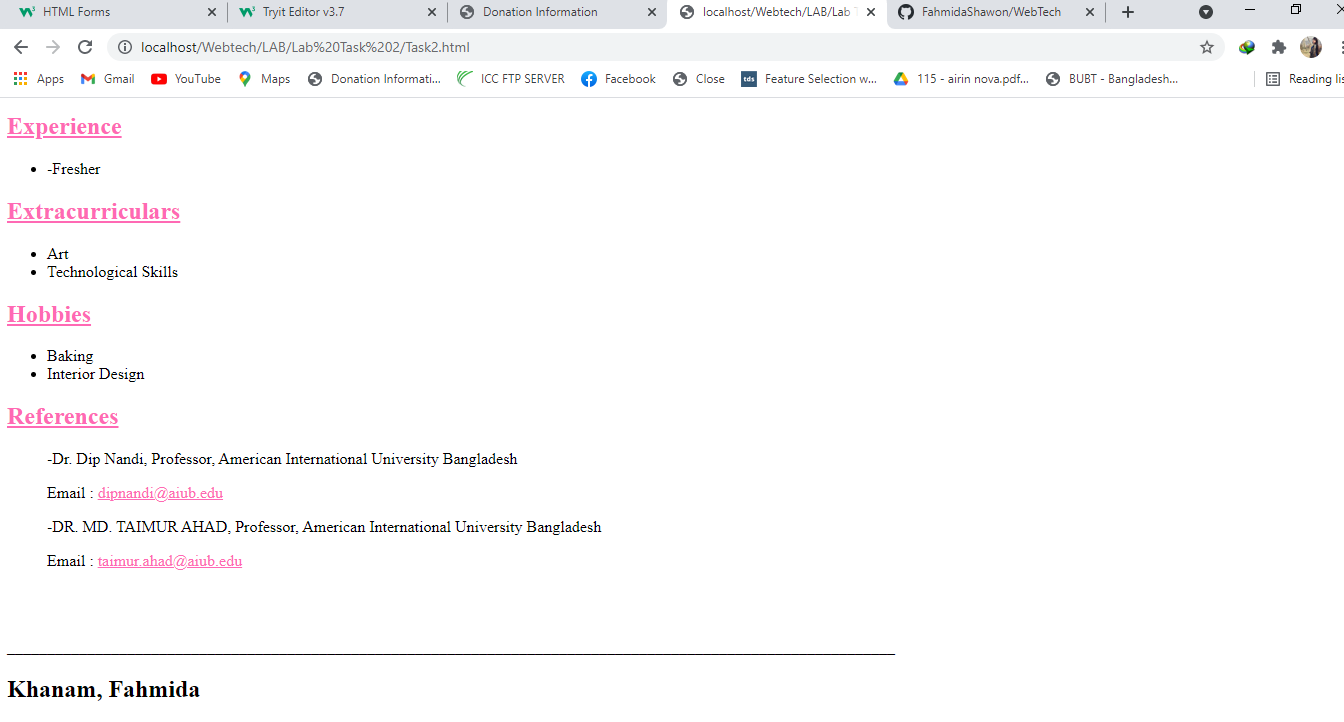 HTML Forms
Tryit Editor v3.7
Donation Information
localhost/Webtech/LAB/Lab
FahmidaShawon/WebTech
localhost/Webtech/LAB/Lab%20Task%202/Task2.html
Apps
Gmail
YouTube
Maps
Donation Informati...
ICC FTP SERVER
Facebook
Close
tds
Feature Selection w...
115 - airin nova.pdf...
BUBT - Bangladesh...
Reading
Experience
-Fresher
Extracurriculars
Art
Technological Skills
Hobbies
Baking
Interior Design
References
-Dr. Dip Nandi, Professor, American International University Bangladesh
Email : dipnandi@aiub.edu
-DR. MD. TAIMUR AHAD, Professor, American International University Bangladesh
Email : taimur.ahad@aiub.edu
Khanam, Fahmida